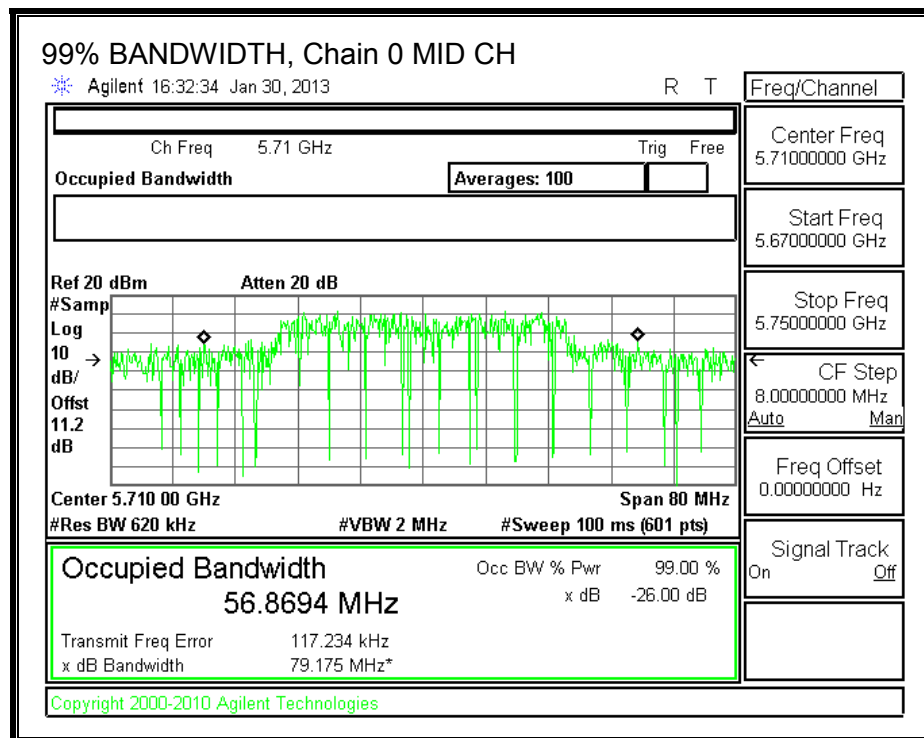 99% BANDWIDTH, Chain 0 MID CH
Agilent 16:32:34 Jan 30, 2013 R T
Ch Freq 5.71 GHz Trig Free
Occupied Bandwidth Averages: 100
Ref 20 dBm Atten 20 dB
#Samp
Log
10
dB/
Offst
11.2
dB
Center 5.710 00 GHz Span 80 MHz
#Res BW 620 kHz #VBW 2 MHz #Sweep 100 ms (601 pts)
Occupied Bandwidth Occ BW % Pwr 99.00 %
56.8694 MHz x dB -26.00 dB
Transmit Freq Error 117.234 kHz
x dB Bandwidth 79.175 MHz*
Copyright 2000-2010 Agilent Technologies
Freq/Channel
Center Freq
5.71000000 GHz
Start Freq
5.67000000 GHz
Stop Freq
5.75000000 GHz
CF Step
8.00000000 MHz
Auto Man
Freq Offset
0.00000000 Hz
Signal Track
On Off